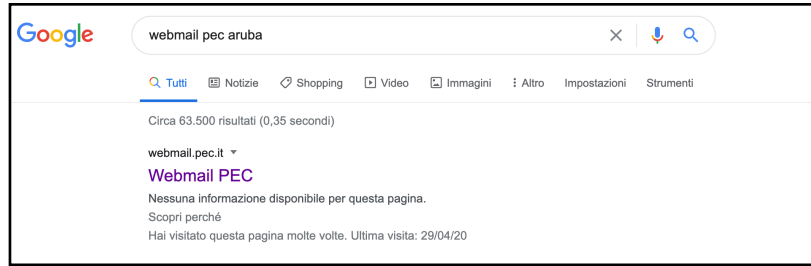 Google
webmail pec aruba
Tutti Notizie Shopping Video Immagini Altro Impostazioni Strumenti
Circa 63.500 risultati (0,35 secondi)
webmail.pec.it
Webmail PEC
Nessuna informazione disponibile per questa pagina.
Scopri perché
Hai visitato questa pagina molte volte. Ultima visita: 29/04/20